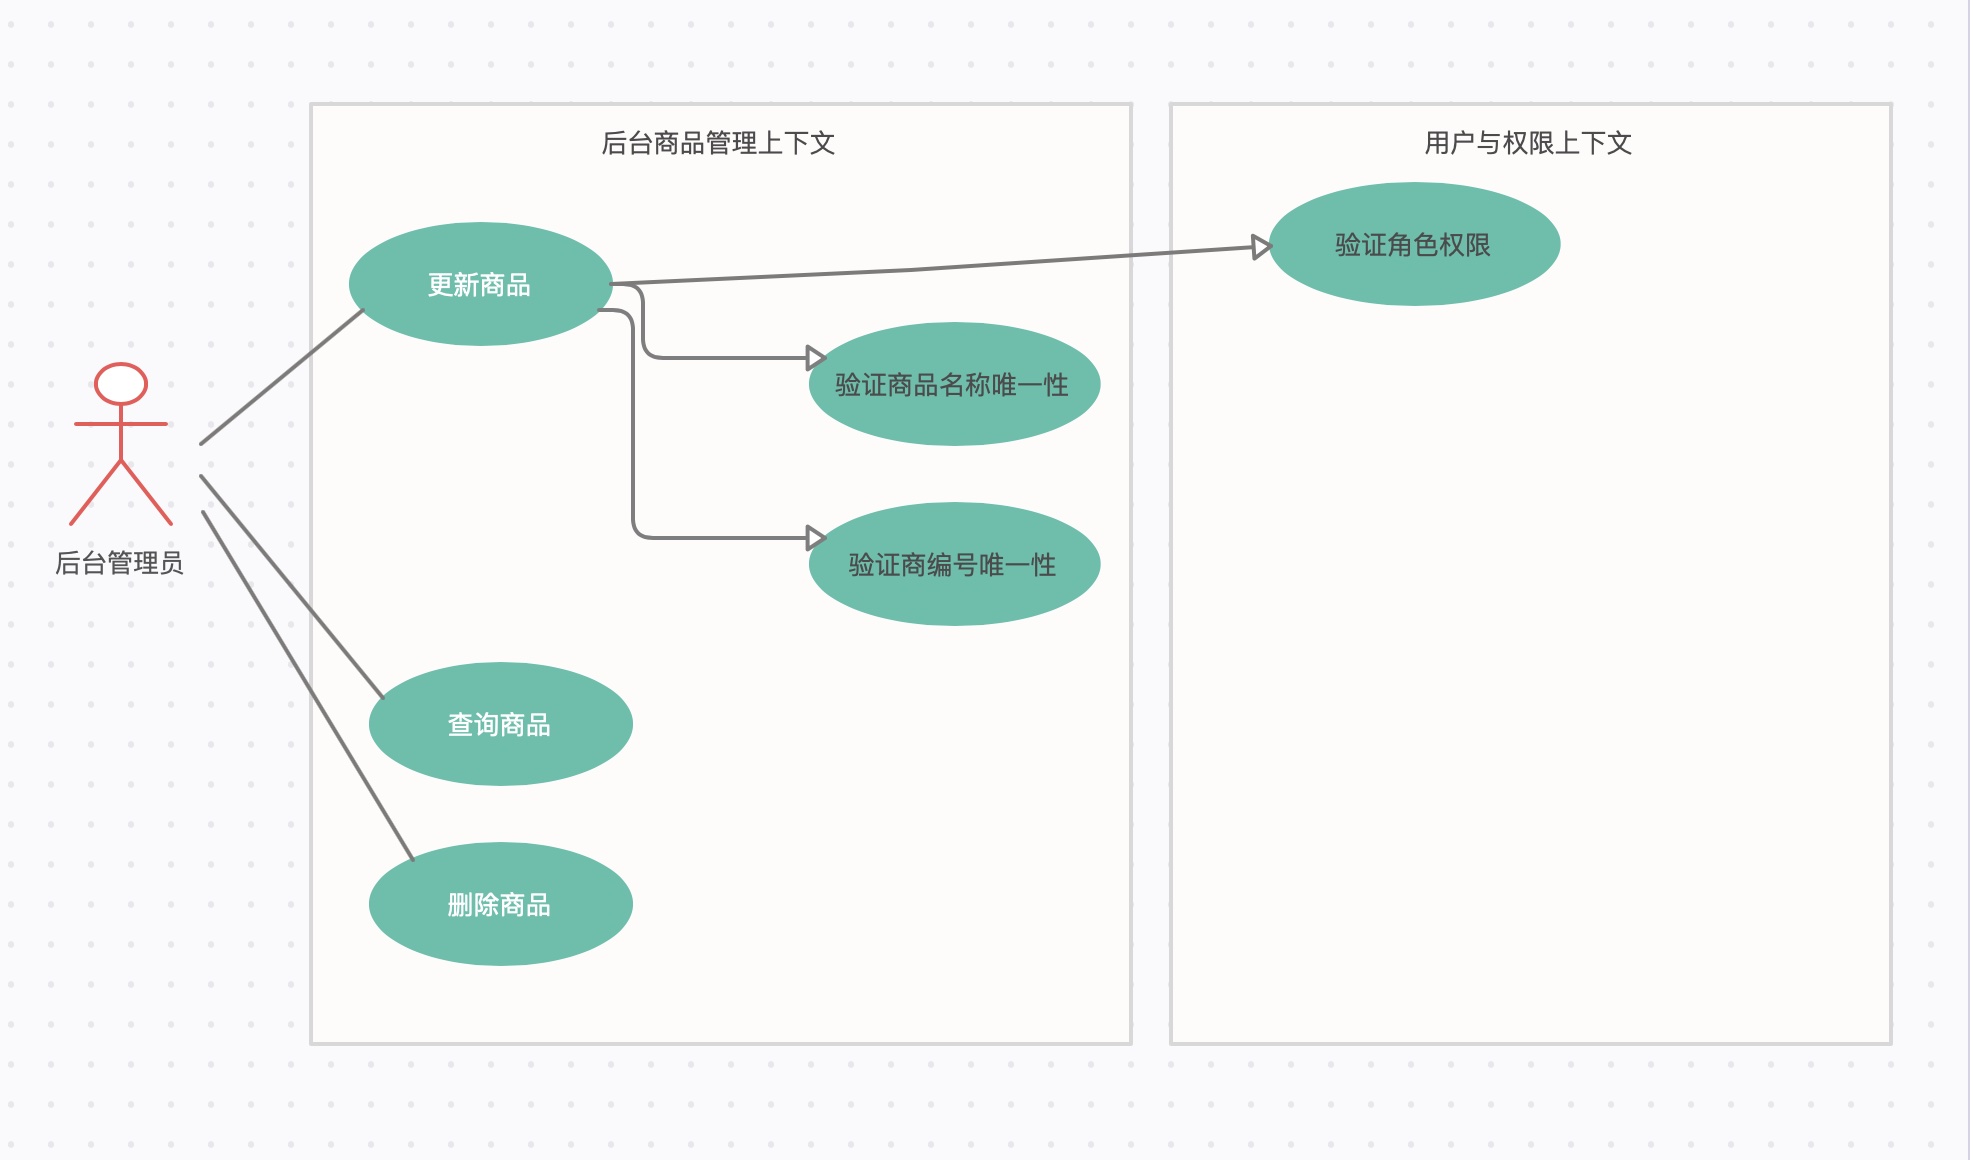 后台商品管理上下文
用户与权限上下文
更新商品
验证角色权限
验证商品名称唯一性
后台管理员
验证商编号唯一性
查询商品
删除商品